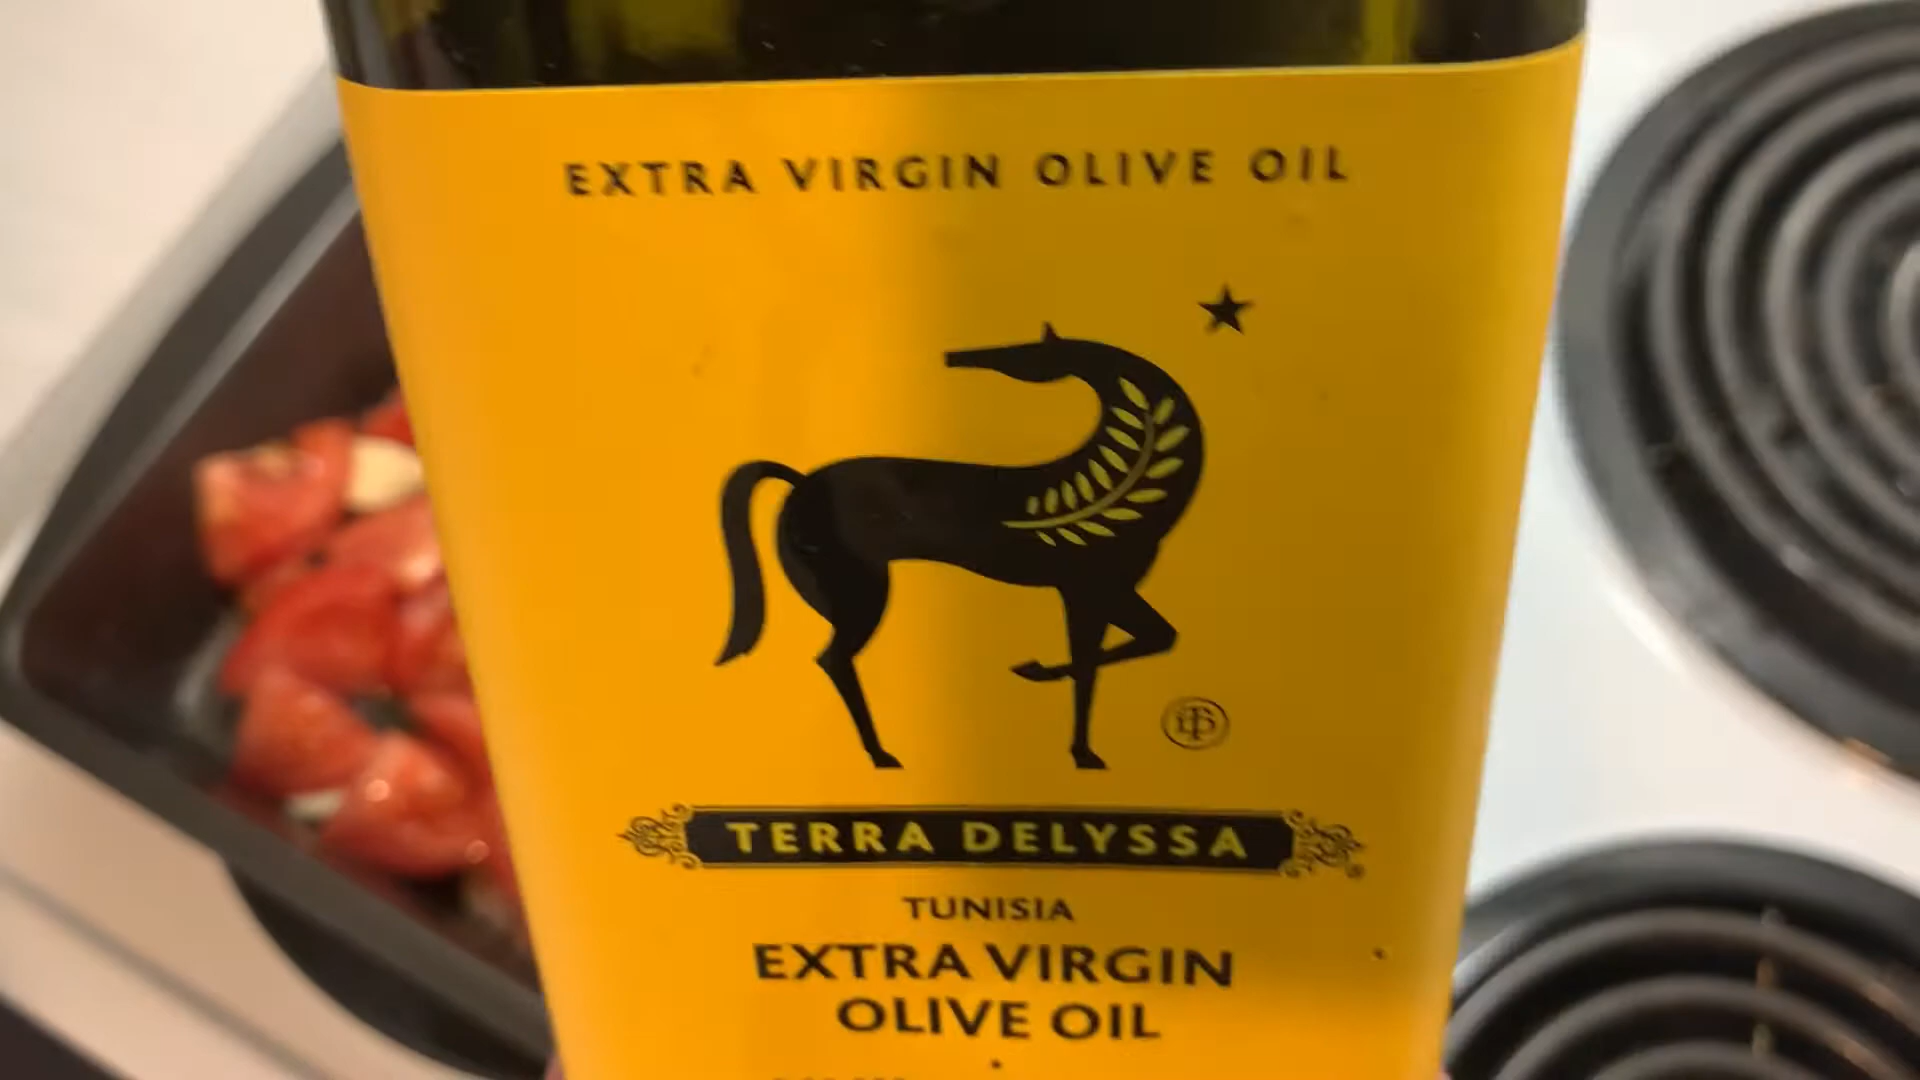 EXTRA VIRGIN OLIVE OIL
TERRA DELYSSA
TUNISIA
EXTRA VIRGIN
OLIVE OIL